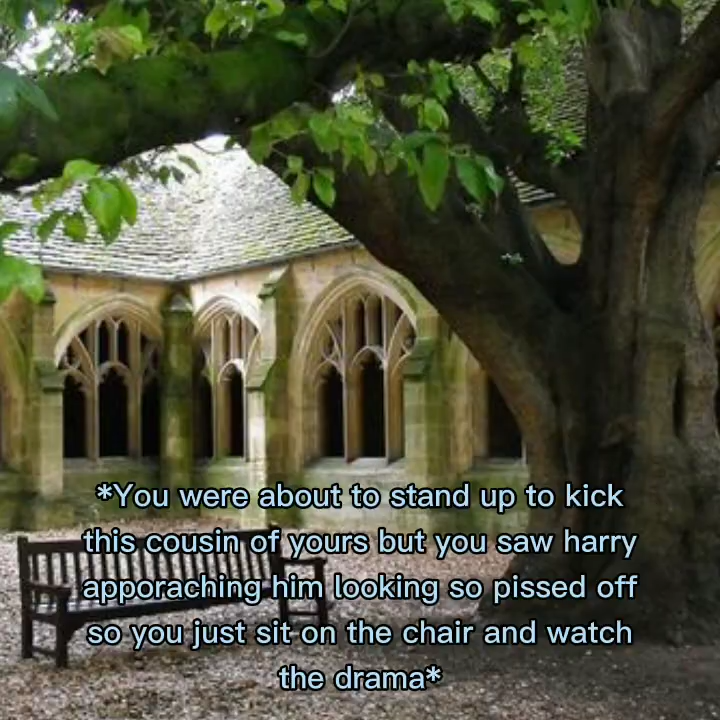 *You were about to stand up to kick
this cousin of yours but you saw harry
apporaching him looking so pissed off
so you just sit on the chair and watch
the drama*